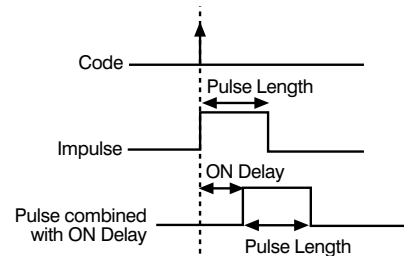 Code
Pulse Length
Impulse
ON Delay
Pulse combined
with ON Delay
Pulse Length